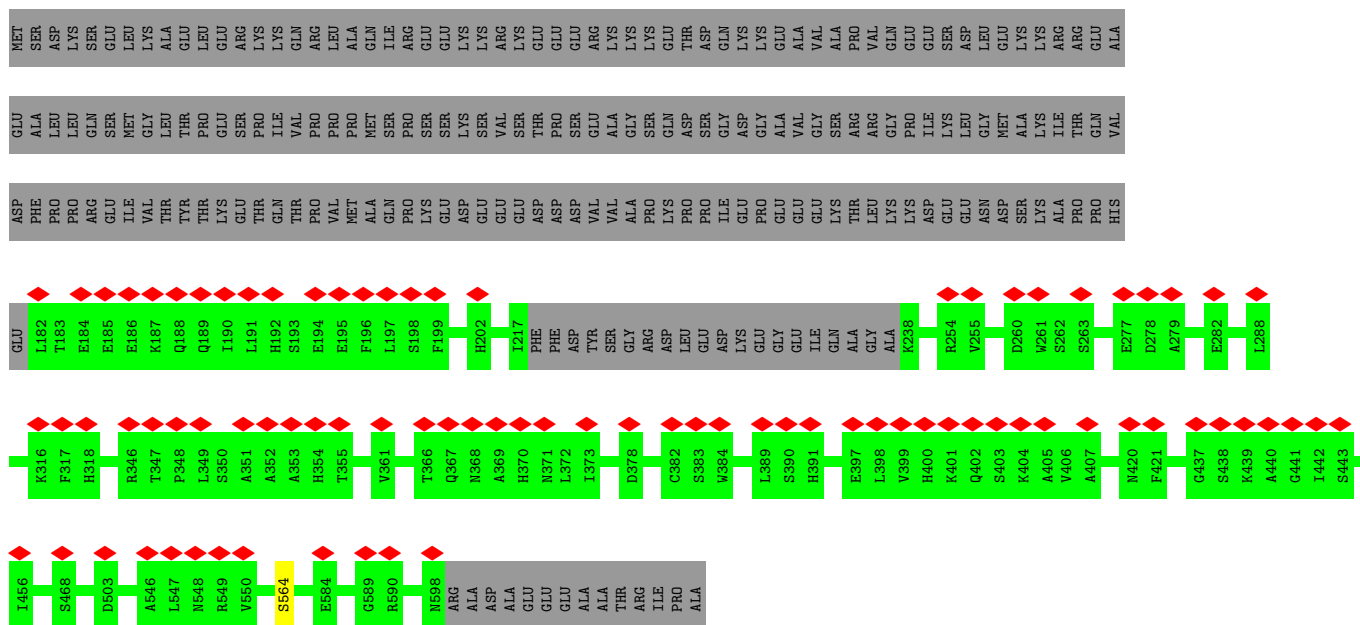 MET SER ASP LYS SER GLU LEU LYS ALA GLU LEU GLU ARG LYS LYS GLN ARG LEU ALA GLN ILE ARG GLU GLU LYS LYS ARG LYS GLU GLU GLU ARG LYS LYS LYS GLU THR ASP GLN LYS LYS GLU ALA VAL ALA PRO VAL GLN GLU GLU SER ASP LEU GLU LYS LYS ARG ARG GLU ALA
GLU ALA LEU LEU GLN SER MET GLY LEU THR PRO GLU SER PRO ILE VAL PRO PRO PRO MET SER PRO SER SER LYS SER VAL SER THR PRO SER GLU ALA GLY SER GLN ASP SER GLY ASP GLY ALA VAL GLY SER ARG ARG GLY PRO ILE LYS LEU GLY MET ALA LYS ILE THR GLN VAL
ASP PHE PRO PRO ARG GLU ILE VAL THR TYR THR LYS GLU THR GLN THR PRO VAL MET ALA GLN PRO LYS GLU ASP GLU GLU GLU ASP ASP ASP VAL VAL ALA PRO LYS PRO PRO ILE GLU PRO GLU GLU GLU LYS THR LEU LYS LYS ASP GLU GLU ASN ASP SER LYS ALA PRO PRO HIS
GLU L182 T183 E184 E185 E186 K187 Q188 Q189 I190 L191 H192 S193 E194 E195 F196 L197 S198 F199 H202 I217 PHE PHE ASP TYR SER GLY ARG ASP LEU GLU ASP LYS GLU GLY GLU ILE GLN ALA GLY ALA K238 R254 V255 D260 W261 S262 S263 E277 D278 A279 E282 L288
K316 F317 H318 R346 T347 P348 L349 S350 A351 A352 A353 H354 T355 V361 T366 Q367 N368 A369 H370 N371 L372 I373 D378 C382 S383 W384 L389 S390 H391 E397 L398 V399 H400 K401 Q402 S403 K404 A405 V406 A407 N420 F421 G437 S438 K439 A440 G441 I442 S443
I456 S468 D503 A546 L547 N548 R549 V550 S564 E584 G589 R590 N598 ARG ALA ASP ALA GLU GLU GLU ALA ALA THR ARG ILE PRO ALA